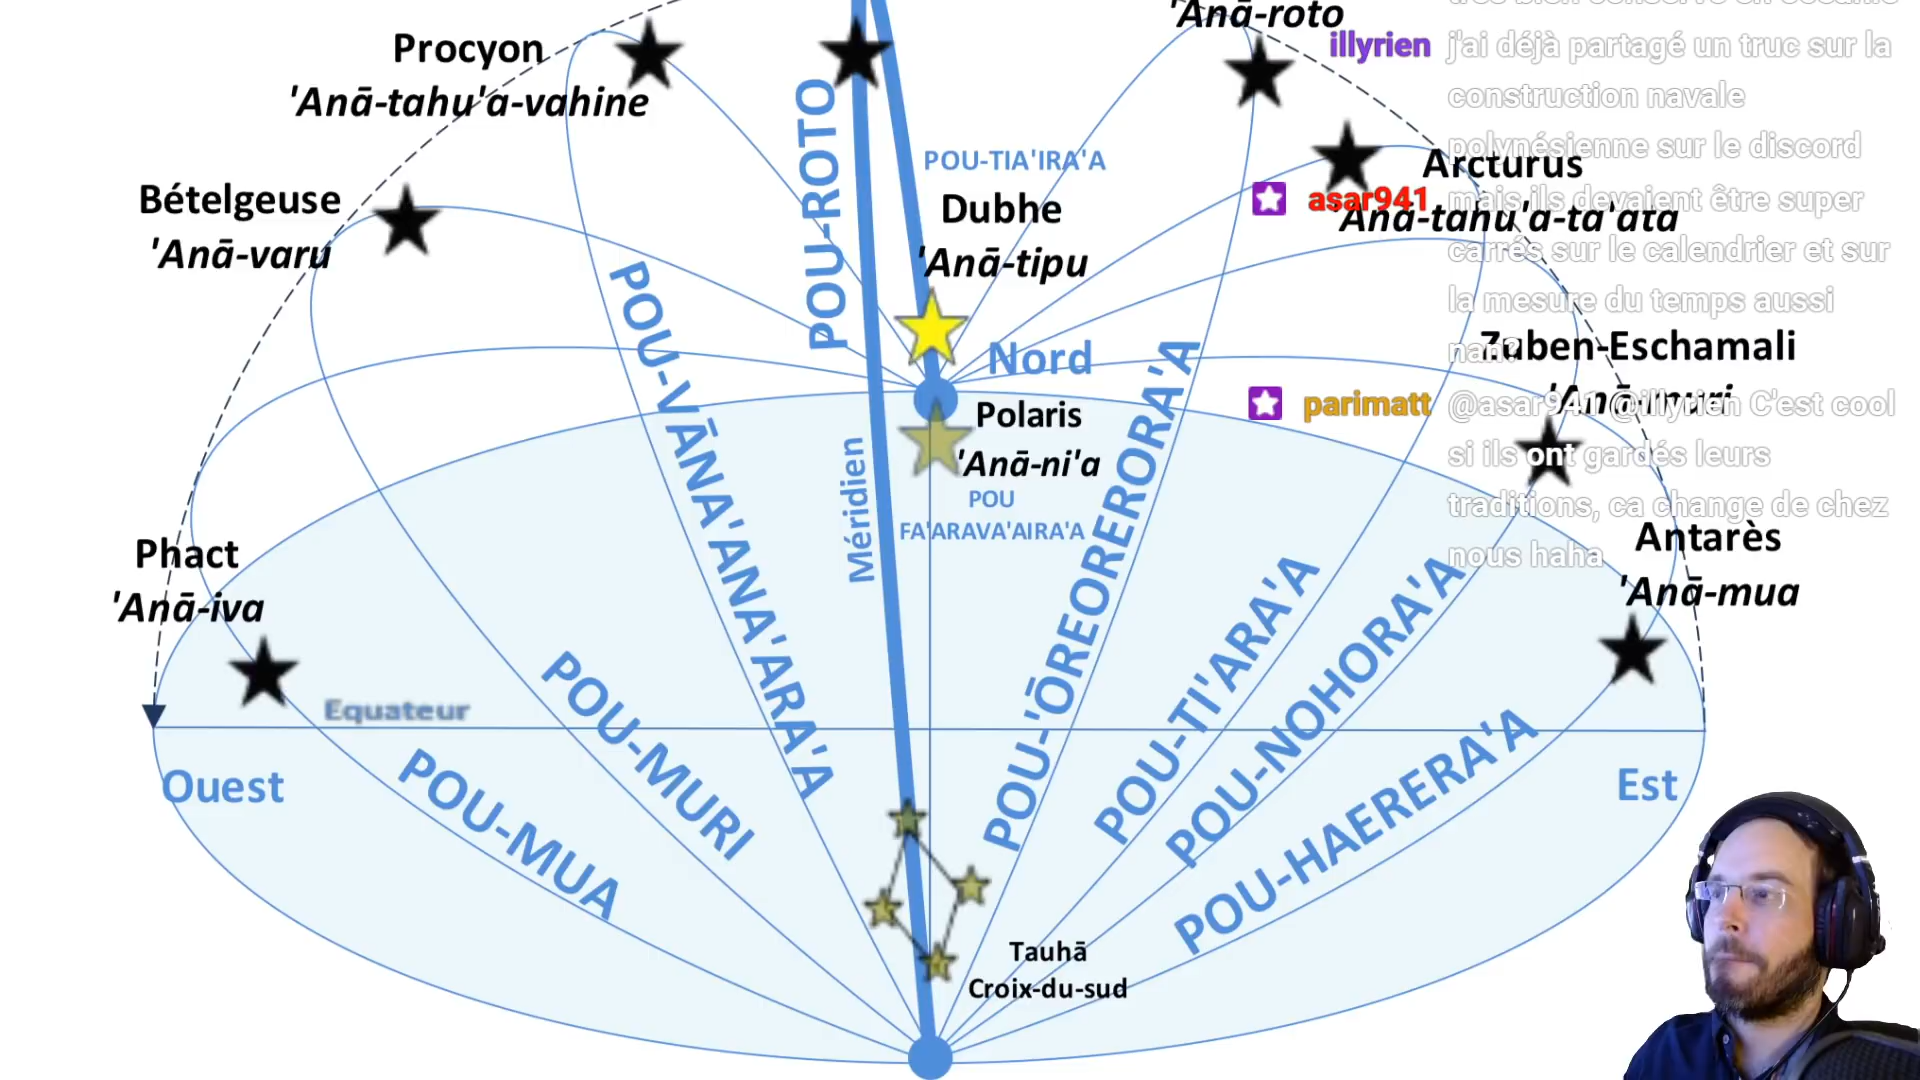 Procyon
'Anā-tahu'a-vahine
'Anā-roto
Bételgeuse
'Anā-varu
POU-ROTO
POU-TIA'IRA'A
Dubhe
'Anā-tipu
Arcturus
'Anā-tahu'a-ta'ata
Nord
Polaris
'Anā-ni'a
POU
FA'ARAVA'AIRA'A
Méridien
Zuben-Eschamali
'Anā-muri
Antarès
'Anā-mua
Phact
'Anā-iva
Equateur
Ouest
Est
POU-MUA
POU-MURI
POU-VĀNA'ANA'ARA'A
POU-'ŌREORERORA'A
POU-TI'ARA'A
POU-NOHORA'A
POU-HAERERA'A
Tauhā
Croix-du-sud
illyrien j'ai déjà partagé un truc sur la
construction navale
polynésienne sur le discord
asar941 mais ils devaient être super
carrés sur le calendrier et sur
la mesure du temps aussi
nan?
parimatt @asar941 @illyrien C'est cool
si ils ont gardés leurs
traditions, ca change de chez
nous haha